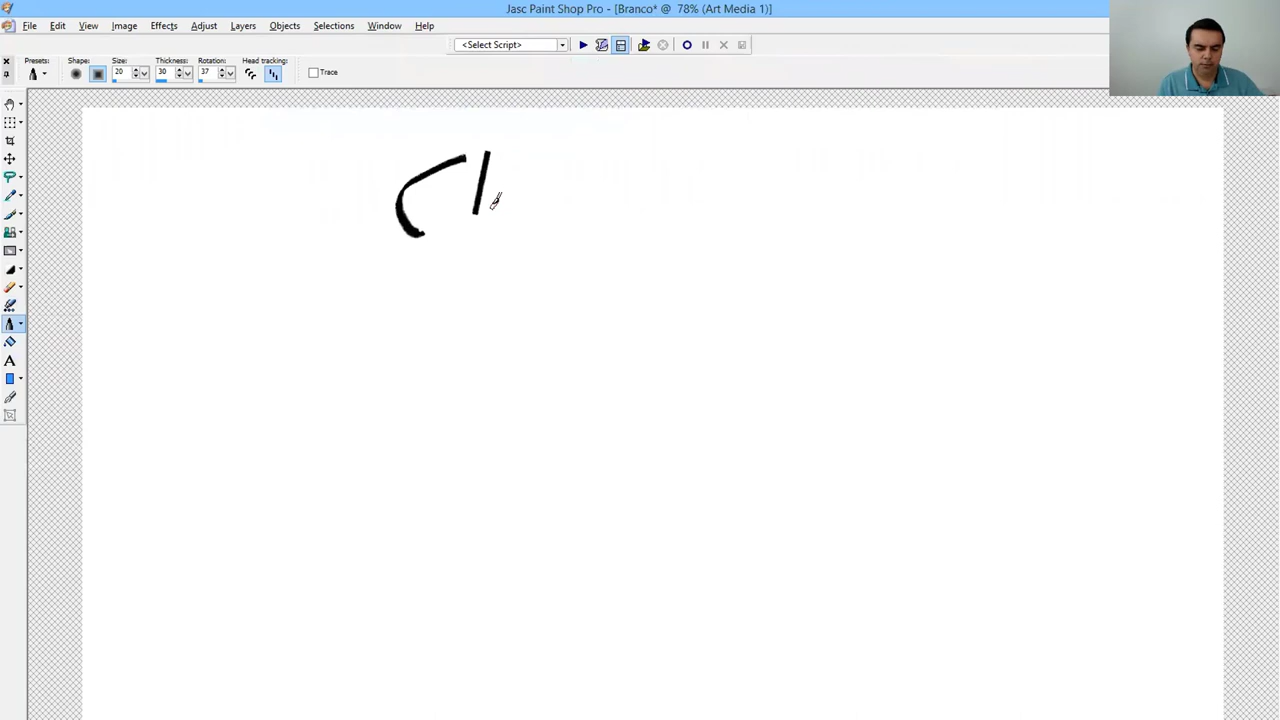 Jasc Paint Shop Pro - [Branco* @ 78% (Art Media 1)]
File Edit View Image Effects Adjust Layers Objects Selections Window Help
<Select Script>
Presets: Shape: Size: Thickness: Rotation: Head tracking:
20 30 37 Trace